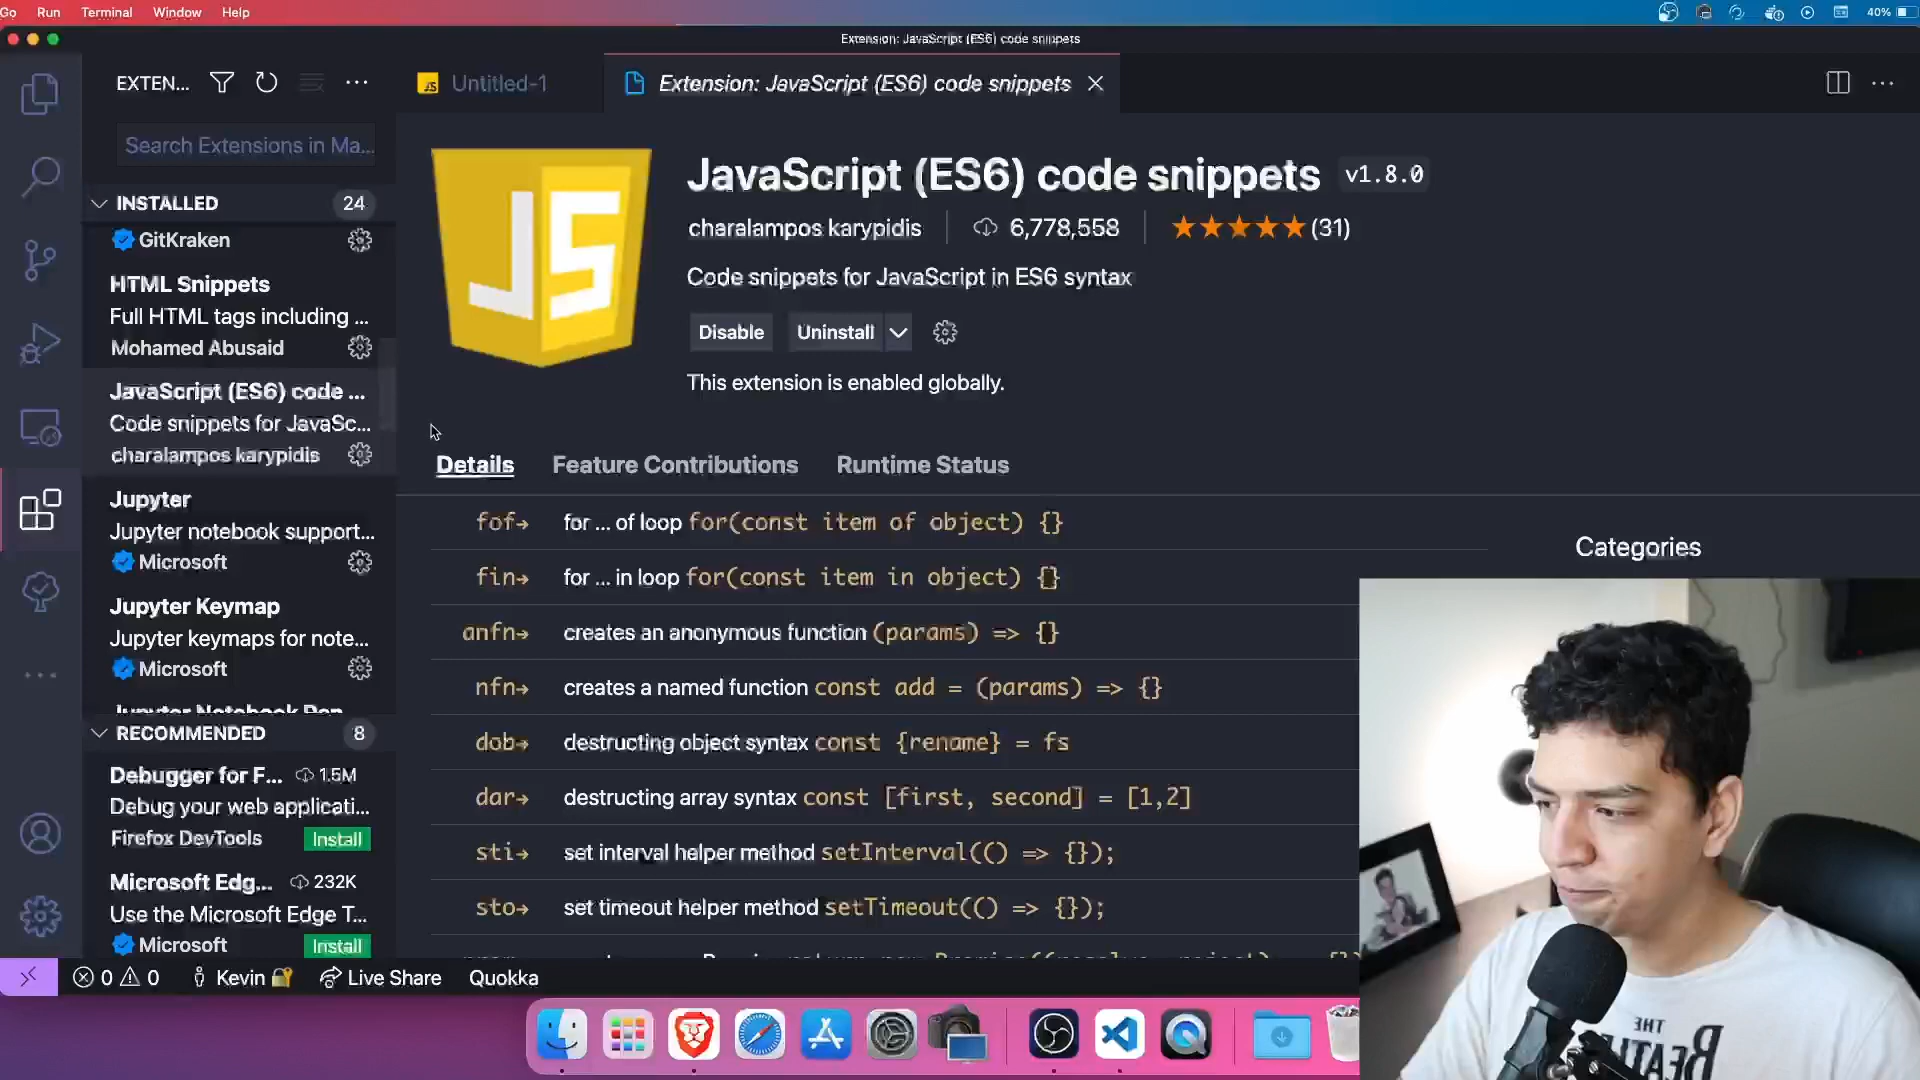 Go Run Terminal Window Help
40%
Extension: JavaScript (ES6) code snippets
EXTEN...
Untitled-1
Extension: JavaScript (ES6) code snippets
Search Extensions in Ma...
INSTALLED 24
GitKraken
HTML Snippets
Full HTML tags including ...
Mohamed Abusaid
JavaScript (ES6) code ...
Code snippets for JavaSc...
charalampos karypidis
Jupyter
Jupyter notebook support...
Microsoft
Jupyter Keymap
Jupyter keymaps for note...
Microsoft
RECOMMENDED 8
Debugger for F... 1.5M
Debug your web applicati...
Firefox DevTools Install
Microsoft Edg... 232K
Use the Microsoft Edge T...
Microsoft Install
JS
JavaScript (ES6) code snippets v1.8.0
charalampos karypidis 6,778,558 (31)
Code snippets for JavaScript in ES6 syntax
Disable Uninstall
This extension is enabled globally.
Details Feature Contributions Runtime Status
fof→ for ... of loop for(const item of object) {}
fin→ for ... in loop for(const item in object) {}
anfn→ creates an anonymous function (params) => {}
nfn→ creates a named function const add = (params) => {}
dob→ destructing object syntax const {rename} = fs
dar→ destructing array syntax const [first, second] = [1,2]
sti→ set interval helper method setInterval(() => {});
sto→ set timeout helper method setTimeout(() => {});
Categories
0 0 Kevin Live Share Quokka
THE
BEATLES